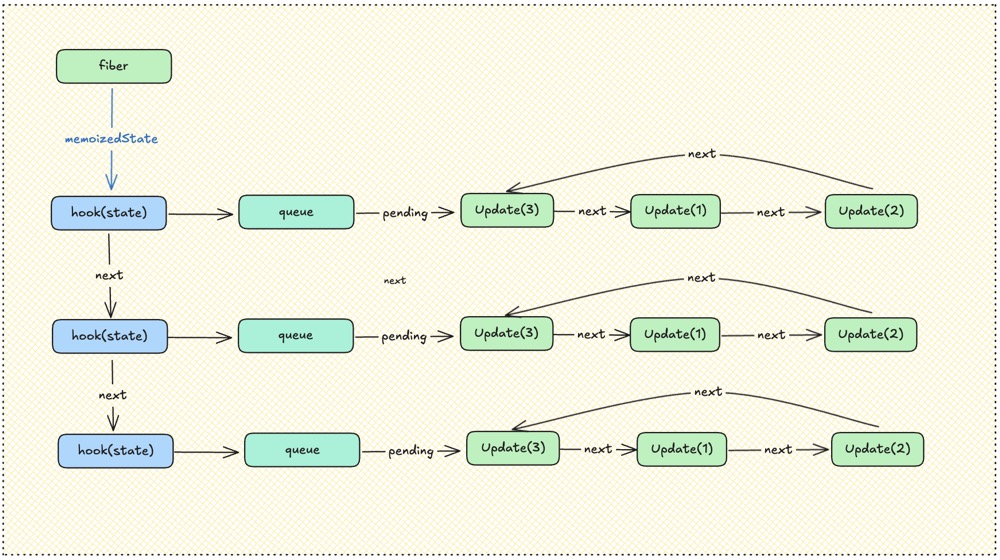 fiber
memoizedState
next
hook(state)
queue
pending
Update(3)
next
Update(1)
next
Update(2)
next
next
next
hook(state)
queue
pending
Update(3)
next
Update(1)
next
Update(2)
next
next
hook(state)
queue
pending
Update(3)
next
Update(1)
next
Update(2)